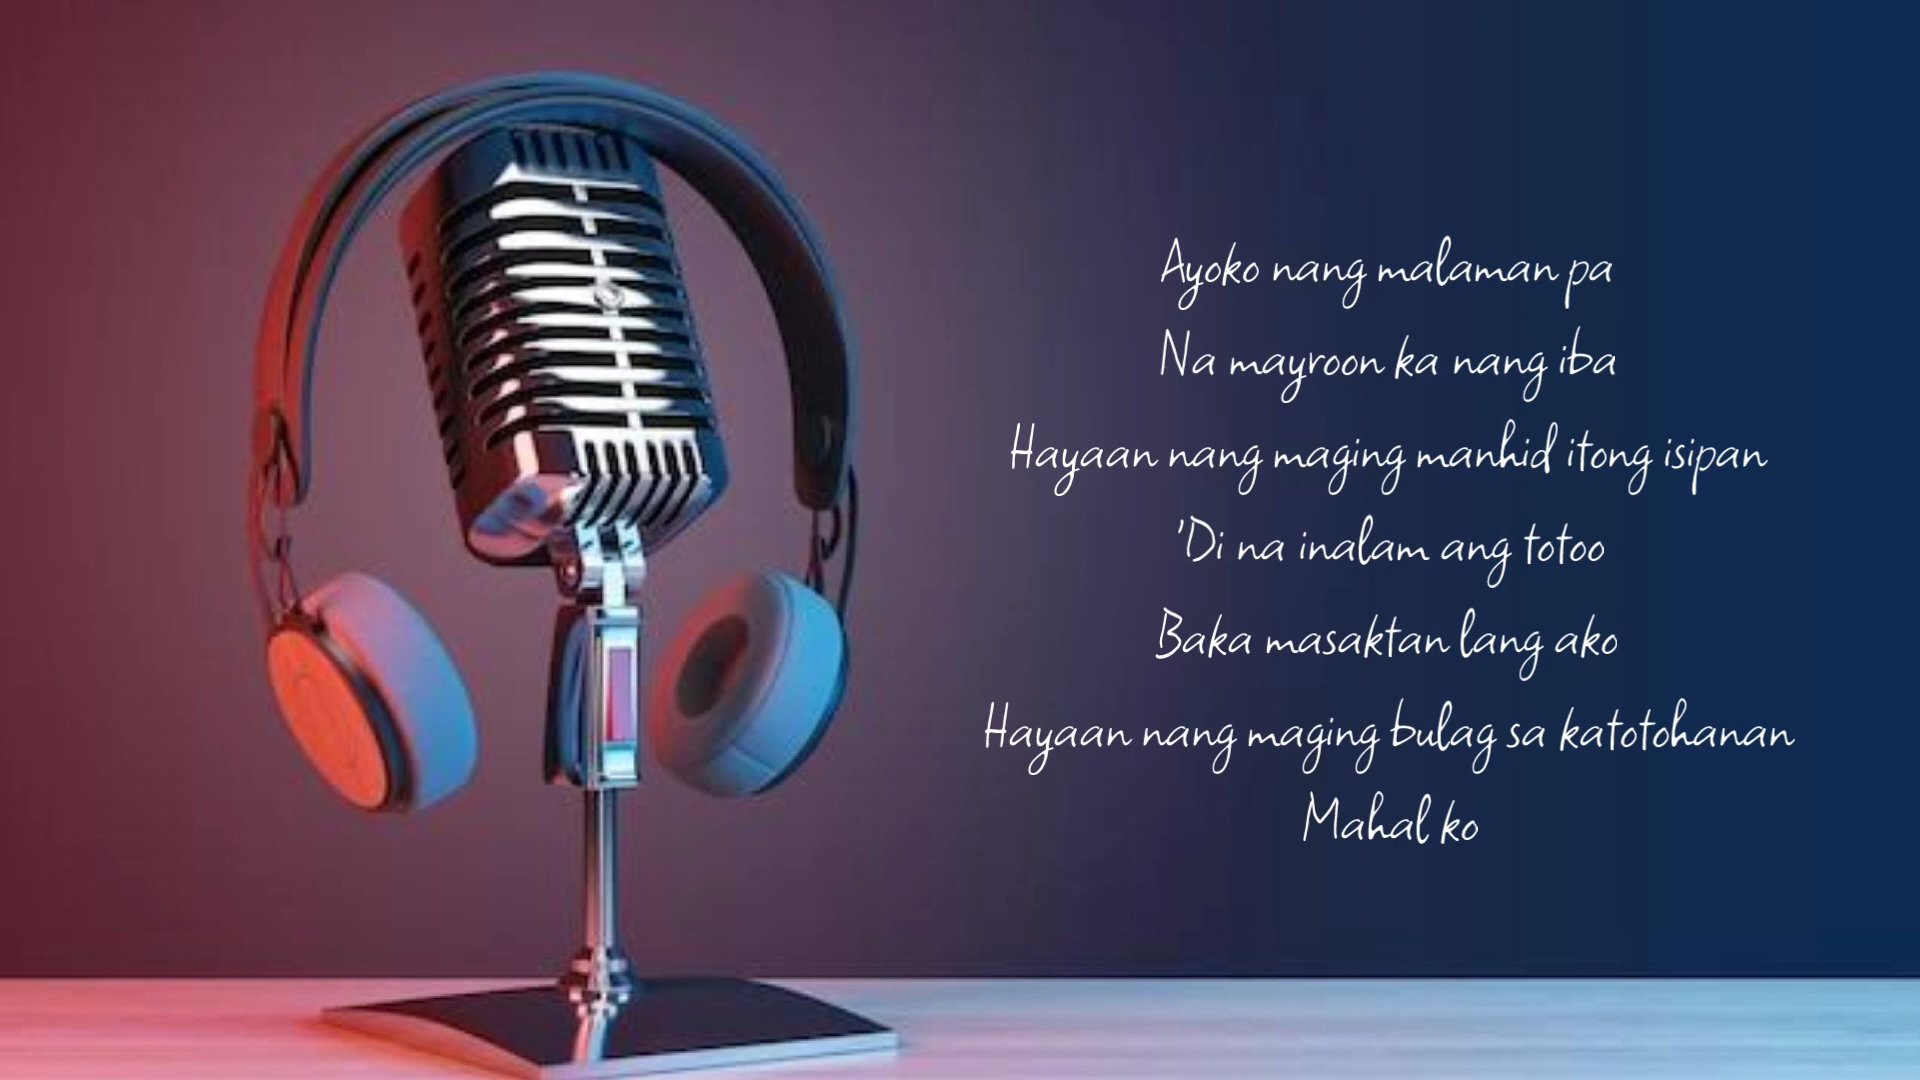 Ayoko nang malaman pa
Na mayroon ka nang iba
Hayaan nang maging manhid itong isipan
'Di na inalam ang totoo
Baka masaktan lang ako
Hayaan nang maging bulag sa katotohanan
Mahal ko